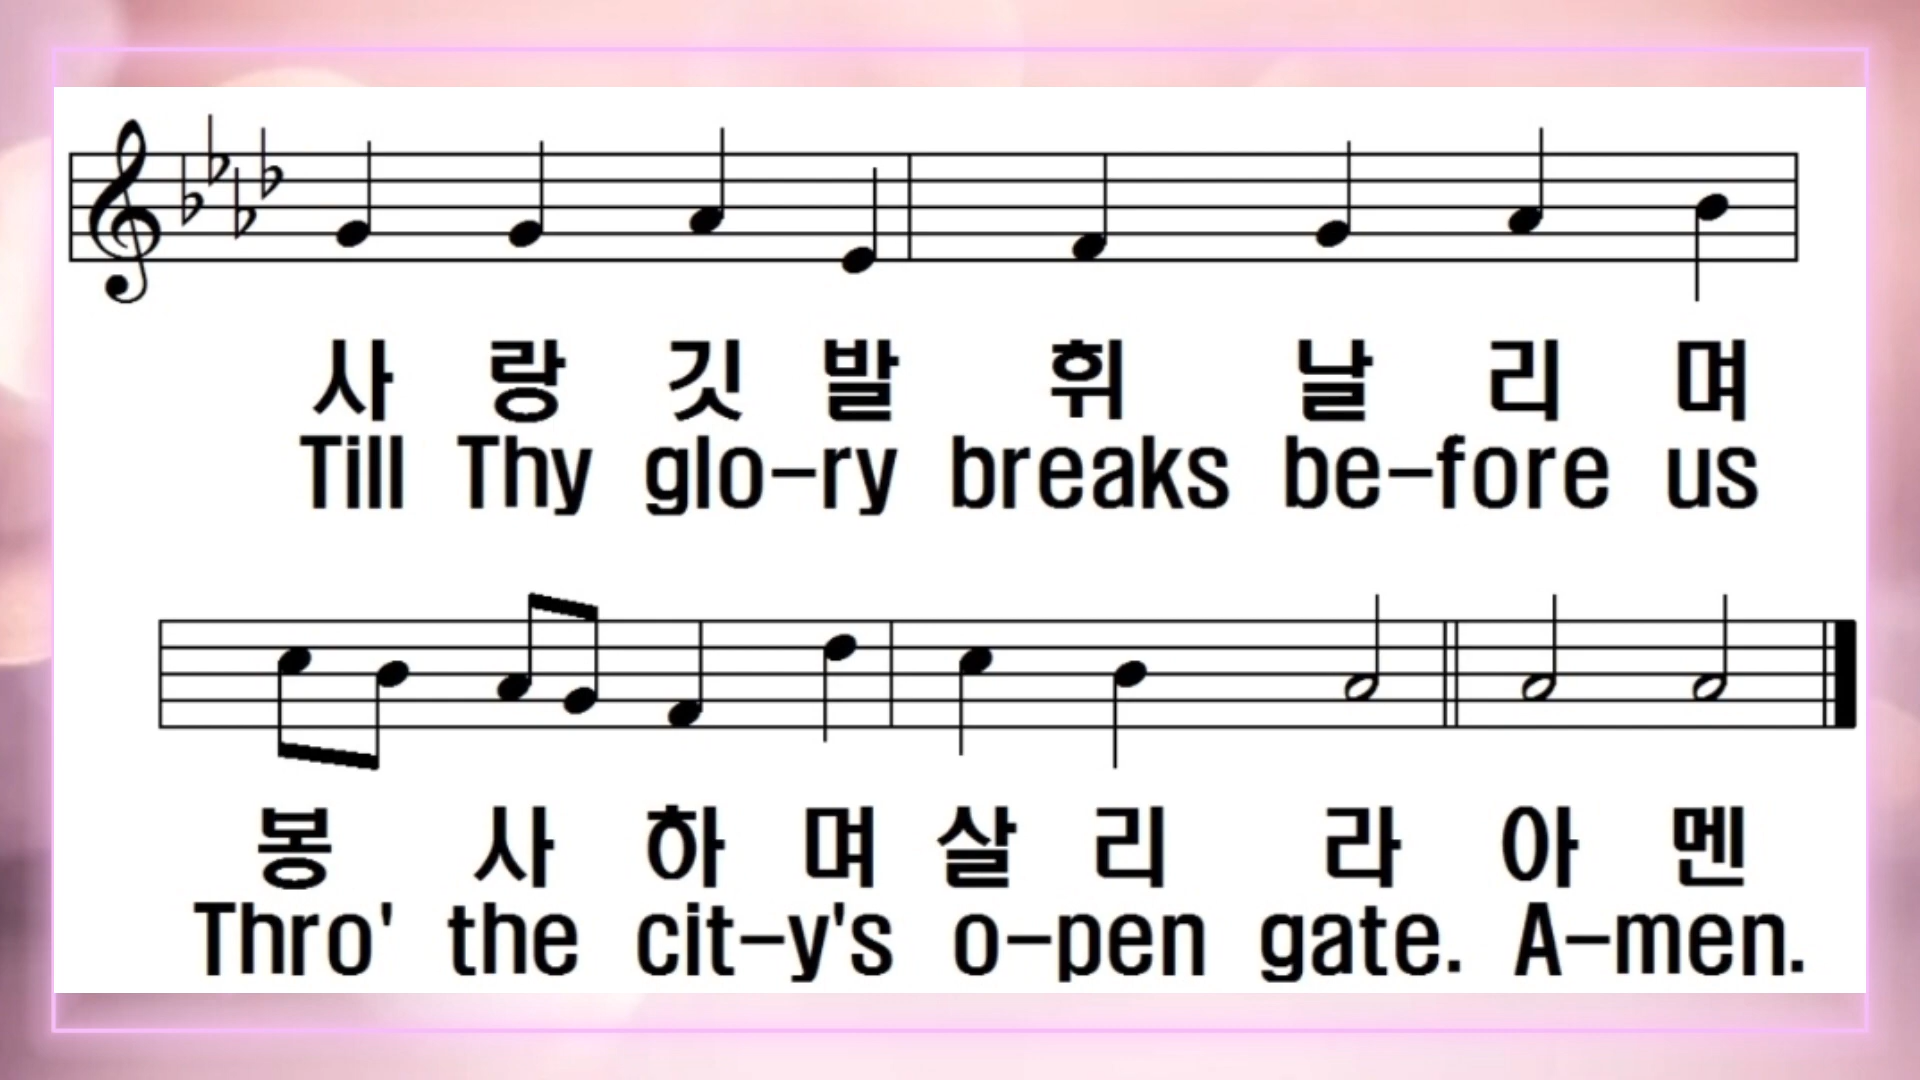 사 랑 깃 발 휘 날 리 며
Till Thy glo-ry breaks be-fore us
봉 사 하 며 살 리 라 아 멘
Thro' the cit-y's o-pen gate. A-men.